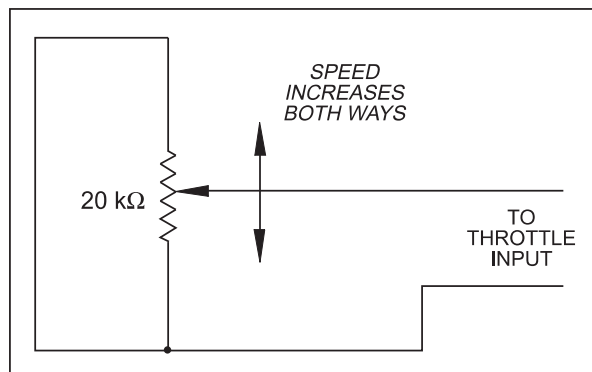 SPEED
INCREASES
BOTH WAYS
20 kΩ
TO
THROTTLE
INPUT